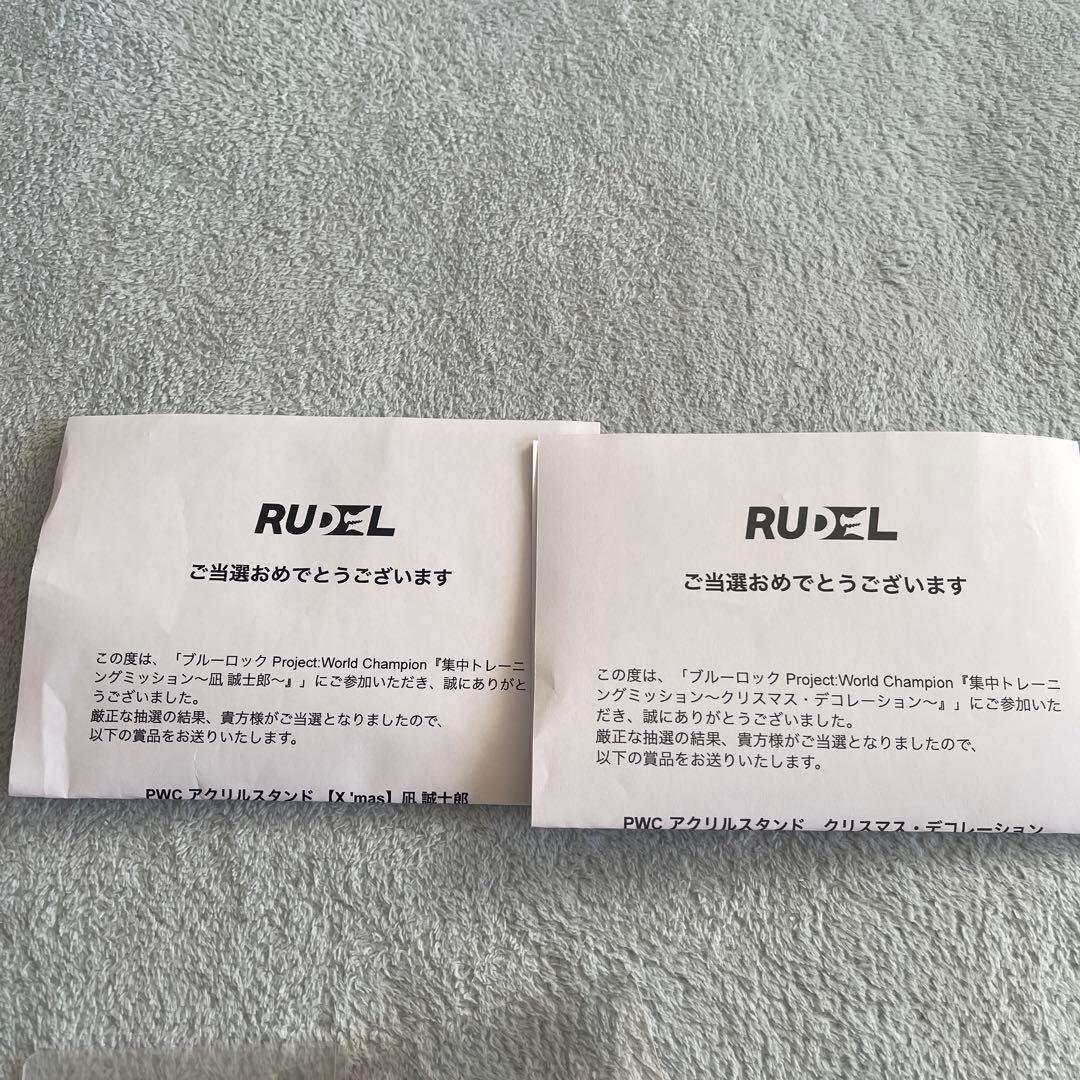 RUDEL
ご当選おめでとうございます
この度は、「ブルーロック Project:World Champion『集中トレーニ
ングミッション〜凪 誠士郎〜』」にご参加いただき、誠にありがと
うございました。
厳正な抽選の結果、貴方様がご当選となりましたので、
以下の賞品をお送りいたします。
PWC アクリルスタンド 【X 'mas】凪 誠士郎
RUDEL
ご当選おめでとうございます
この度は、「ブルーロック Project:World Champion『集中トレーニ
ングミッション〜クリスマス・デコレーション〜』」にご参加いた
だき、誠にありがとうございました。
厳正な抽選の結果、貴方様がご当選となりましたので、
以下の賞品をお送りいたします。
PWC アクリルスタンド クリスマス・デコレーション